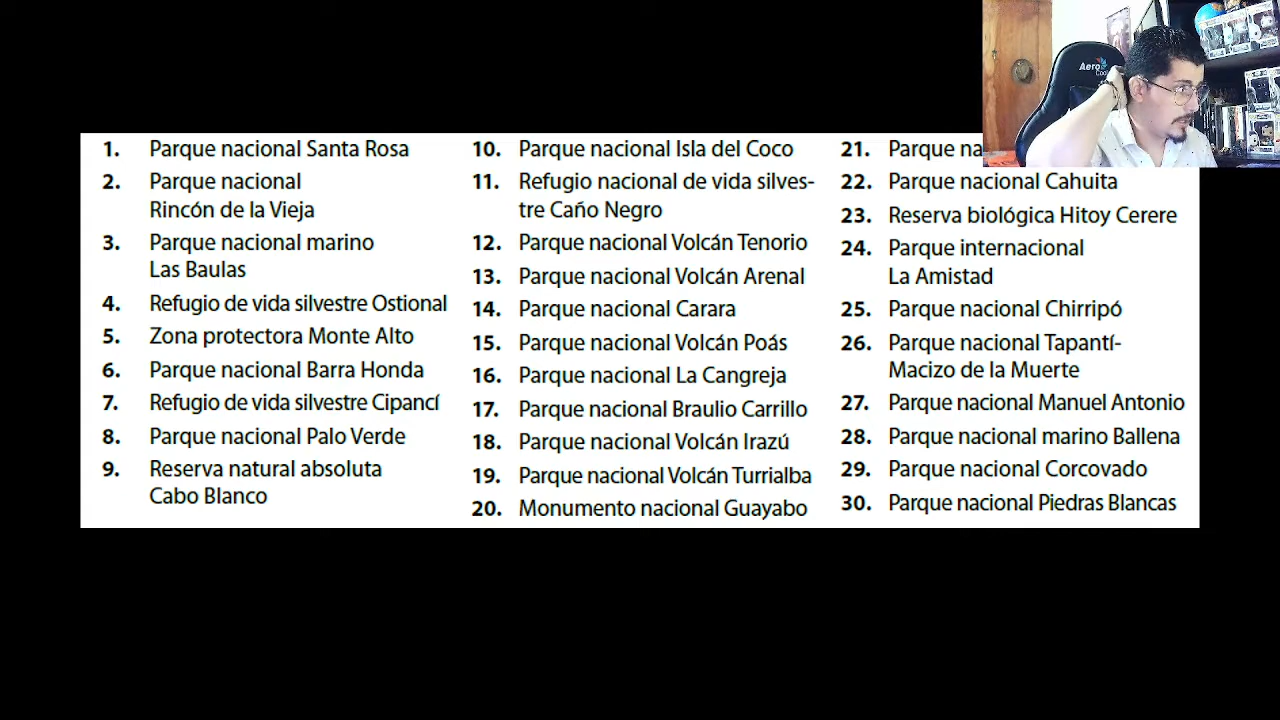 1. Parque nacional Santa Rosa
2. Parque nacional
Rincón de la Vieja
3. Parque nacional marino
Las Baulas
4. Refugio de vida silvestre Ostional
5. Zona protectora Monte Alto
6. Parque nacional Barra Honda
7. Refugio de vida silvestre Cipancí
8. Parque nacional Palo Verde
9. Reserva natural absoluta
Cabo Blanco
10. Parque nacional Isla del Coco
11. Refugio nacional de vida silves-
tre Caño Negro
12. Parque nacional Volcán Tenorio
13. Parque nacional Volcán Arenal
14. Parque nacional Carara
15. Parque nacional Volcán Poás
16. Parque nacional La Cangreja
17. Parque nacional Braulio Carrillo
18. Parque nacional Volcán Irazú
19. Parque nacional Volcán Turrialba
20. Monumento nacional Guayabo
21. Parque na
22. Parque nacional Cahuita
23. Reserva biológica Hitoy Cerere
24. Parque internacional
La Amistad
25. Parque nacional Chirripó
26. Parque nacional Tapantí-
Macizo de la Muerte
27. Parque nacional Manuel Antonio
28. Parque nacional marino Ballena
29. Parque nacional Corcovado
30. Parque nacional Piedras Blancas
Aero